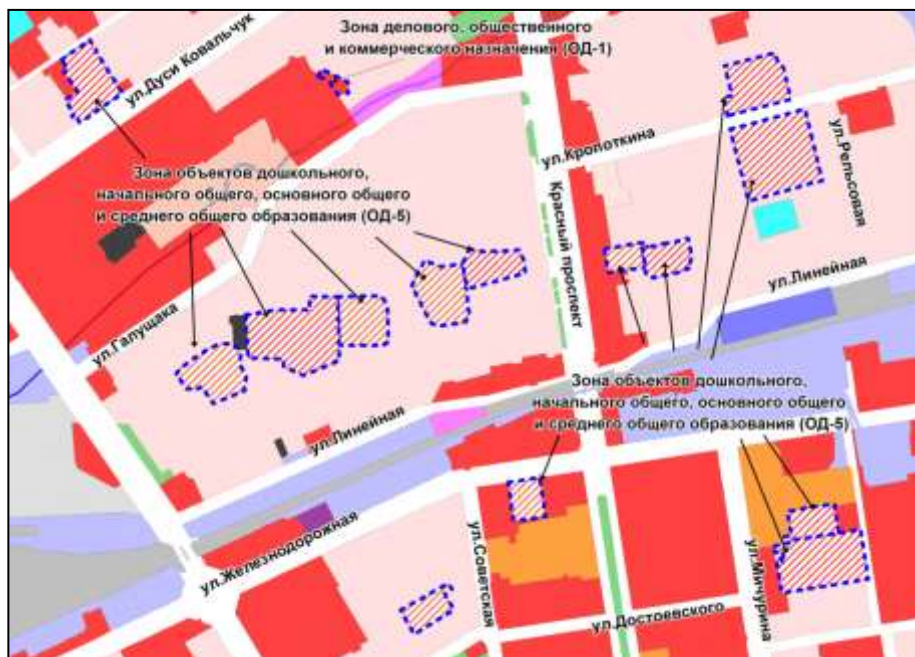 Зона делового, общественного
и коммерческого назначения (ОД-1)
ул.Дуси Ковальчук
ул.Кропоткина
ул.Рельсовая
Зона объектов дошкольного,
начального общего, основного общего
и среднего общего образования (ОД-5)
Красный проспект
ул.Линейная
ул.Галущака
Зона объектов дошкольного,
начального общего, основного общего
и среднего общего образования (ОД-5)
ул.Линейная
ул.Железнодорожная
ул.Советская
ул.Мичурина
ул.Достоевского